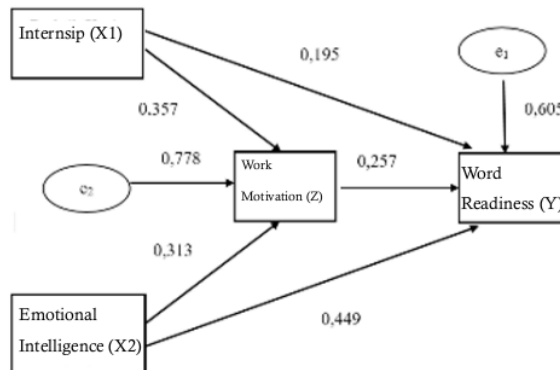 Internsip (X1)
0,195
e₁
0,357
0,605
0,778
Work
Motivation (Z)
0,257
Word
Readiness (Y)
e₂
0,313
Emotional
Intelligence (X2)
0,449